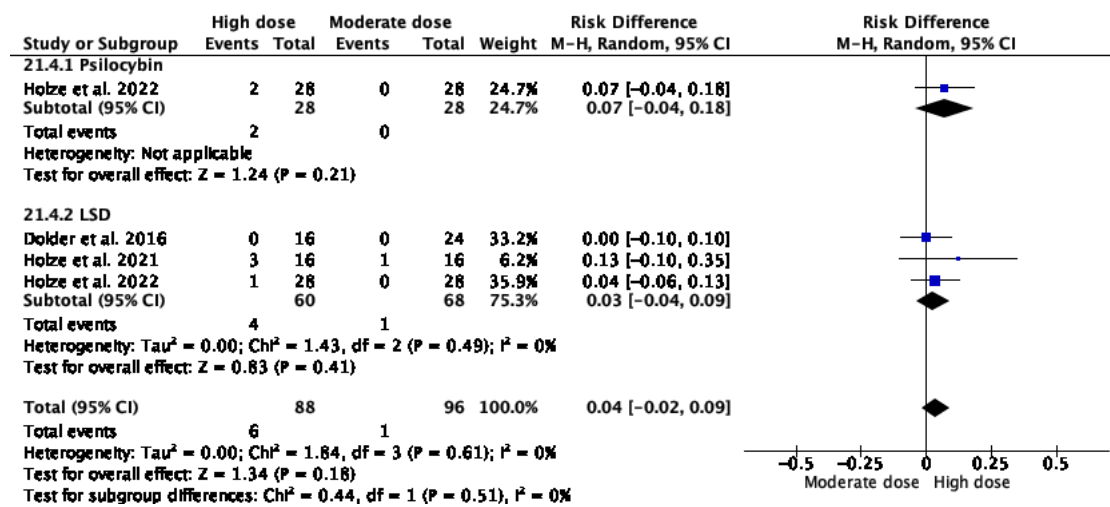 High dose Moderate dose Risk Difference Risk Difference
Study or Subgroup Events Total Events Total Weight M-H, Random, 95% CI M-H, Random, 95% CI
21.4.1 Psilocybin
Holze et al. 2022 2 28 0 28 24.7% 0.07 [-0.04, 0.18]
Subtotal (95% CI) 28 28 24.7% 0.07 [-0.04, 0.18]
Total events 2 0
Heterogeneity: Not applicable
Test for overall effect: Z = 1.24 (P = 0.21)
21.4.2 LSD
Dolder et al. 2016 0 16 0 24 33.2% 0.00 [-0.10, 0.10]
Holze et al. 2021 3 16 1 16 6.2% 0.13 [-0.10, 0.35]
Holze et al. 2022 1 28 0 28 35.9% 0.04 [-0.06, 0.13]
Subtotal (95% CI) 60 68 75.3% 0.03 [-0.04, 0.09]
Total events 4 1
Heterogeneity: Tau² = 0.00; Chi² = 1.43, df = 2 (P = 0.49); I² = 0%
Test for overall effect: Z = 0.83 (P = 0.41)
Total (95% CI) 88 96 100.0% 0.04 [-0.02, 0.09]
Total events 6 1
Heterogeneity: Tau² = 0.00; Chi² = 1.84, df = 3 (P = 0.61); I² = 0%
Test for overall effect: Z = 1.34 (P = 0.18)
Test for subgroup differences: Chi² = 0.44, df = 1 (P = 0.51), I² = 0%
-0.5 -0.25 0 0.25 0.5
Moderate dose High dose